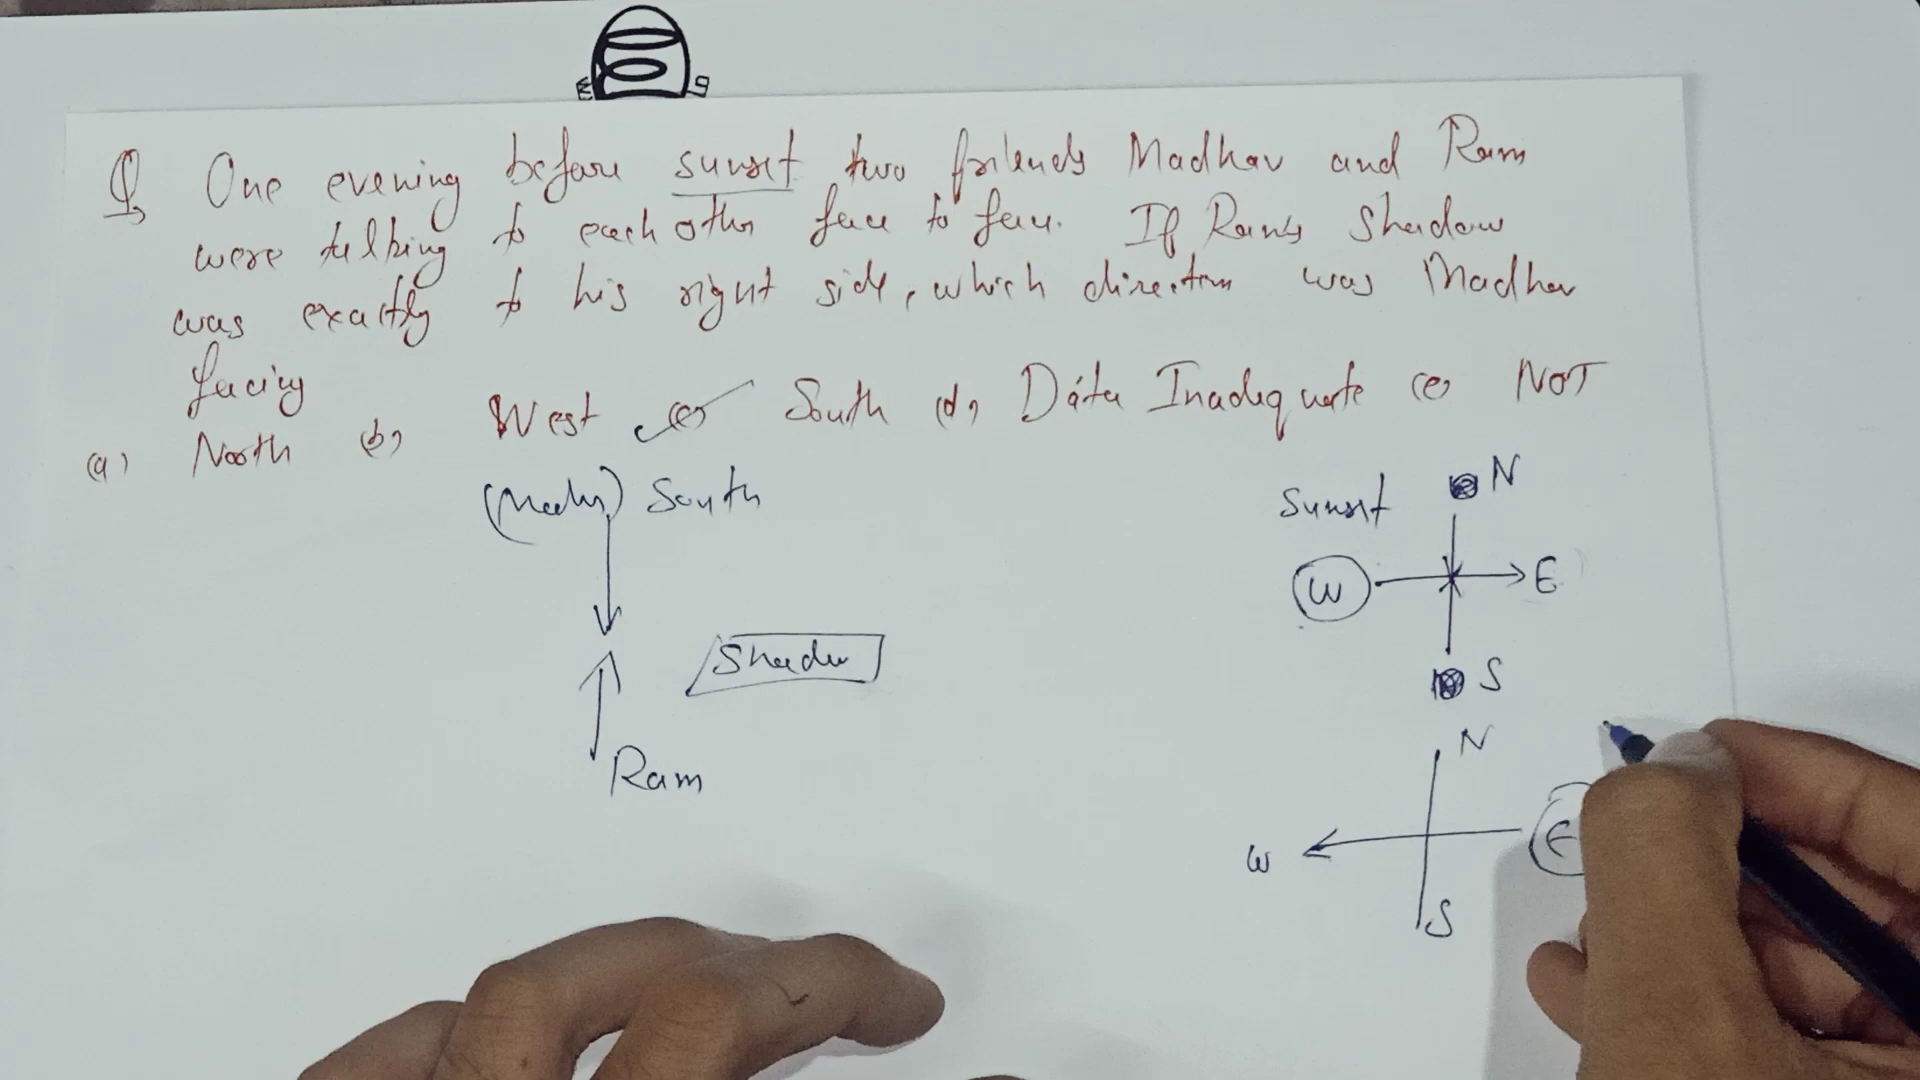 Q, One evening before sunset two friends Madhav and Ram
were talking to each other face to face. If Rams Shadow
was exactly to his right side, which direction was Madhav
facing
(a) North (b) West (c) South (d) Data Inadequate (e) NOT
(Madhv) South
Shadw
Ram
Sunset N
W E
S
N
W E
S